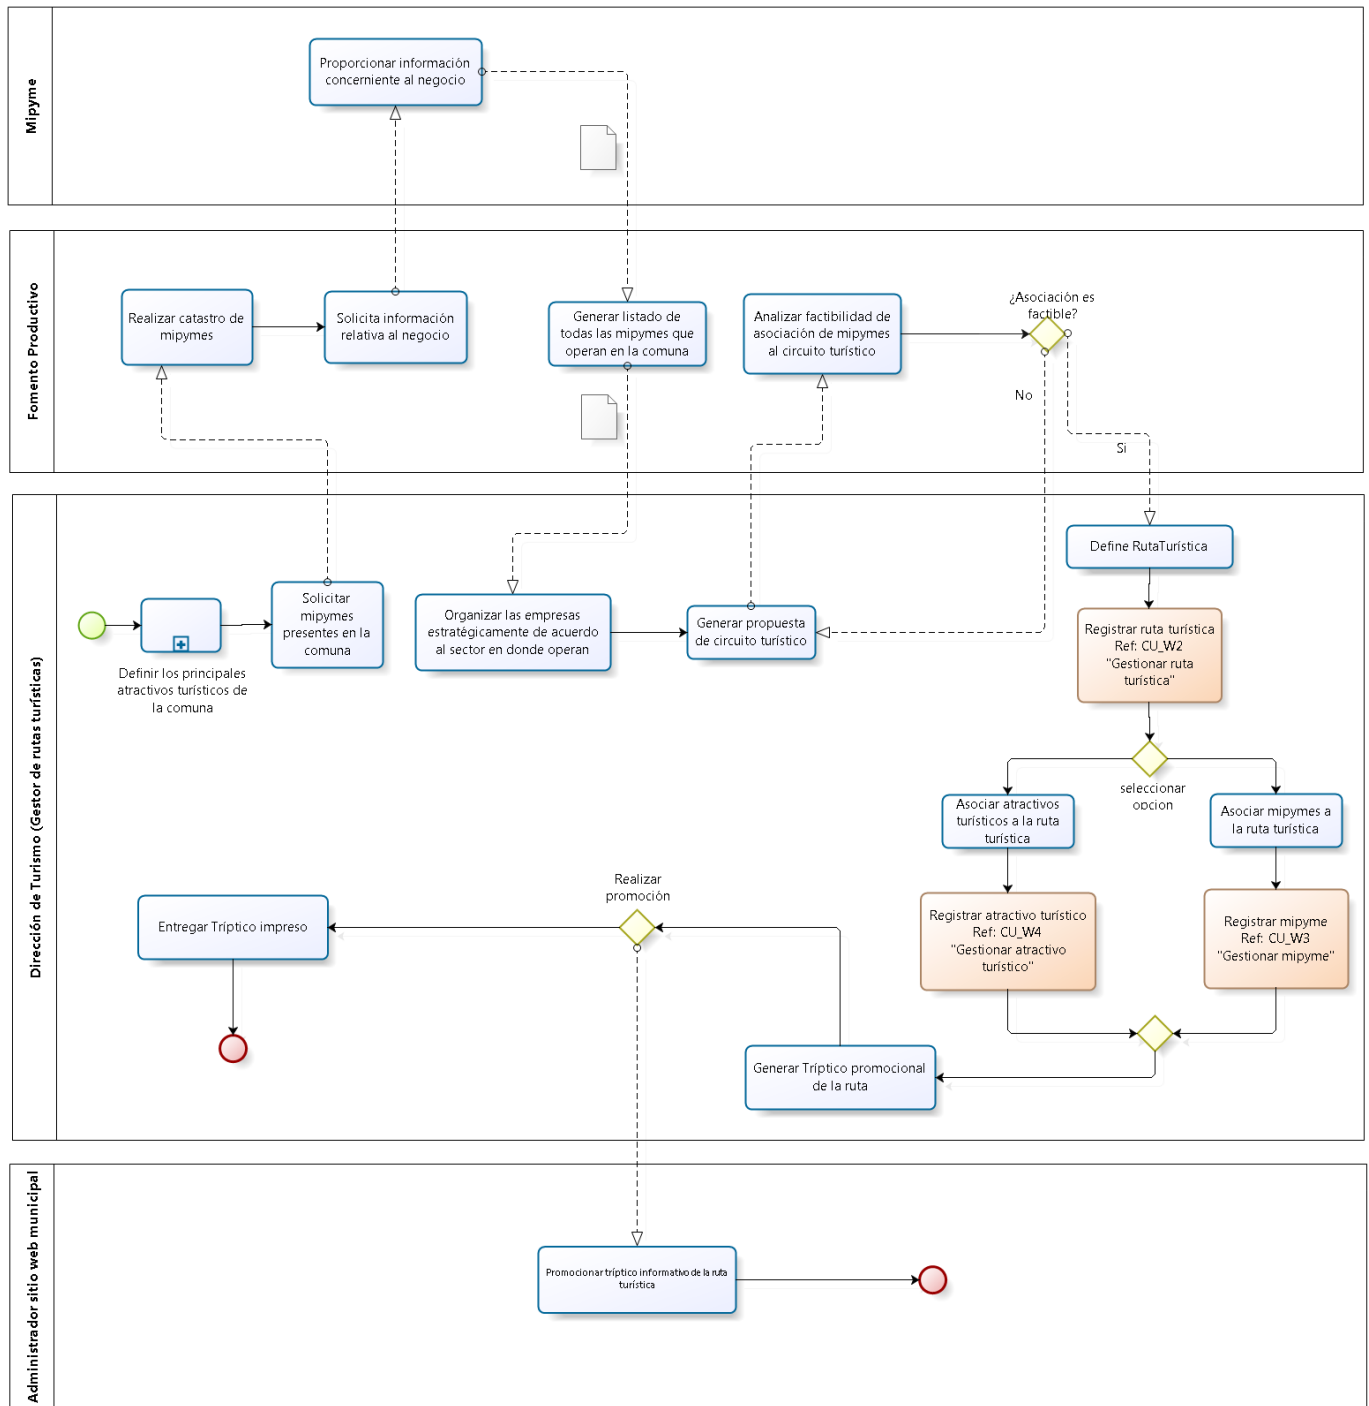 Mipyme
Proporcionar información
concerniente al negocio
Fomento Productivo
Realizar catastro de
mipymes
Solicita información
relativa al negocio
Generar listado de
todas las mipymes que
operan en la comuna
Analizar factibilidad de
asociación de mipymes
al circuito turístico
¿Asociación es
factible?
No
Si
Dirección de Turismo (Gestor de rutas turísticas)
Definir los principales
atractivos turísticos de
la comuna
Solicitar
mipymes
presentes en la
comuna
Organizar las empresas
estratégicamente de acuerdo
al sector en donde operan
Generar propuesta
de circuito turístico
Define RutaTurística
Registrar ruta turística
Ref: CU_W2
"Gestionar ruta
turística"
seleccionar
opcion
Asociar atractivos
turísticos a la ruta
turística
Asociar mipymes a
la ruta turística
Registrar atractivo turístico
Ref: CU_W4
"Gestionar atractivo
turístico"
Registrar mipyme
Ref: CU_W3
"Gestionar mipyme"
Realizar
promoción
Entregar Tríptico impreso
Generar Tríptico promocional
de la ruta
Administrador sitio web municipal
Promocionar tríptico informativo de la ruta
turística